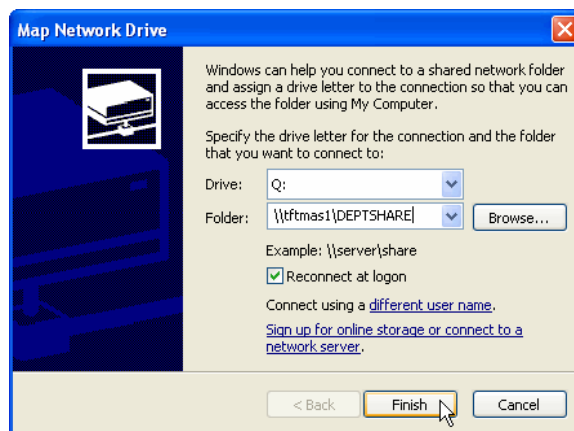 Map Network Drive
Windows can help you connect to a shared network folder
and assign a drive letter to the connection so that you can
access the folder using My Computer.
Specify the drive letter for the connection and the folder
that you want to connect to:
Drive: Q:
Folder: \\tftmas1\DEPTSHARE Browse...
Example: \\server\share
Reconnect at logon
Connect using a different user name.
Sign up for online storage or connect to a
network server.
< Back Finish Cancel